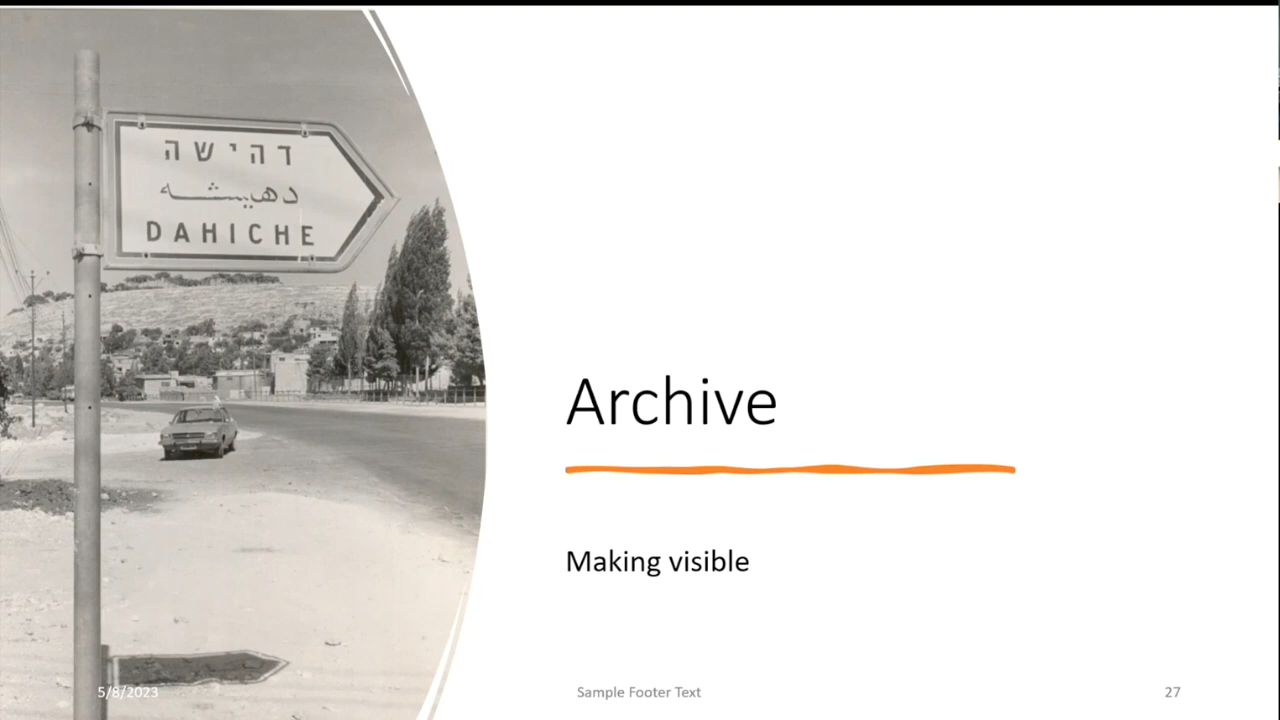 דהישה
دهيشه
DAHICHE
Archive
Making visible
5/8/2023
Sample Footer Text
27